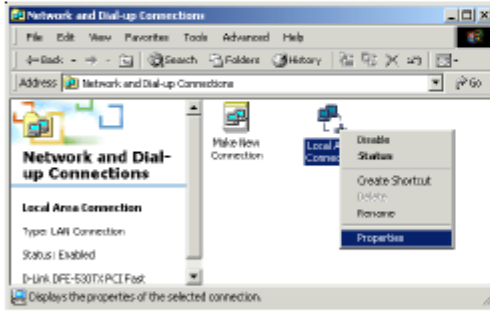 Network and Dial-up Connections
File Edit View Favorites Tools Advanced Help
Back Search Folders History
Address Network and Dial-up Connections Go
Network and Dial-up Connections
Local Area Connection
Type: LAN Connection
Status: Enabled
D-Link DFE-530TX PCI Fast
Make New Connection
Local A
Connec
Disable
Status
Create Shortcut
Delete
Rename
Properties
Displays the properties of the selected connection.